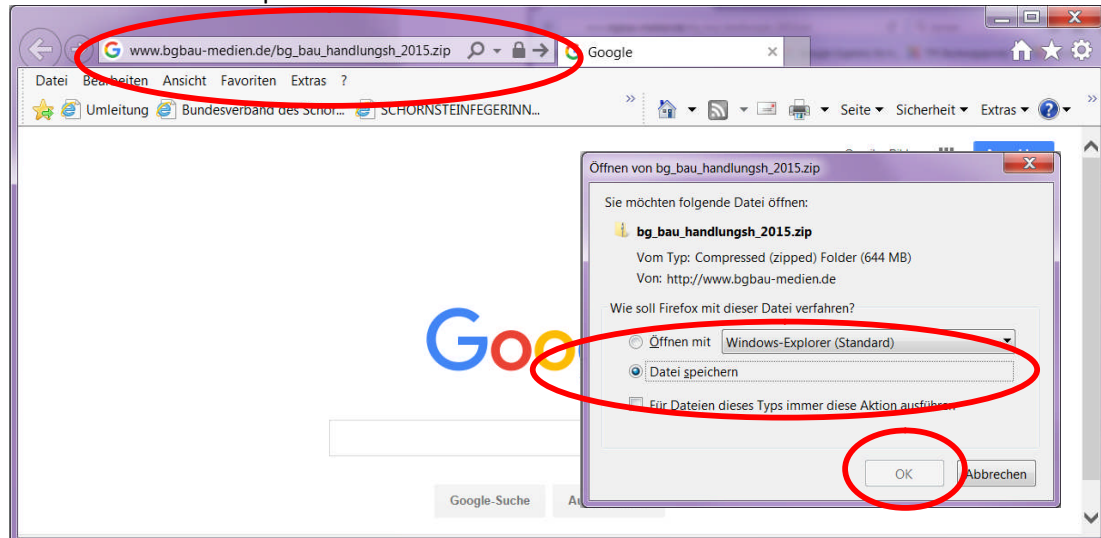 www.bgbau-medien.de/bg_bau_handlungsh_2015.zip
Google
Datei Bearbeiten Ansicht Favoriten Extras ?
Umleitung Bundesverband des Schor... SCHORNSTEINFEGERINN...
Seite Sicherheit Extras
Öffnen von bg_bau_handlungsh_2015.zip
Sie möchten folgende Datei öffnen:
bg_bau_handlungsh_2015.zip
Vom Typ: Compressed (zipped) Folder (644 MB)
Von: http://www.bgbau-medien.de
Wie soll Firefox mit dieser Datei verfahren?
Öffnen mit Windows-Explorer (Standard)
Datei speichern
Für Dateien dieses Typs immer diese Aktion ausführen
OK Abbrechen
Goo
Google-Suche